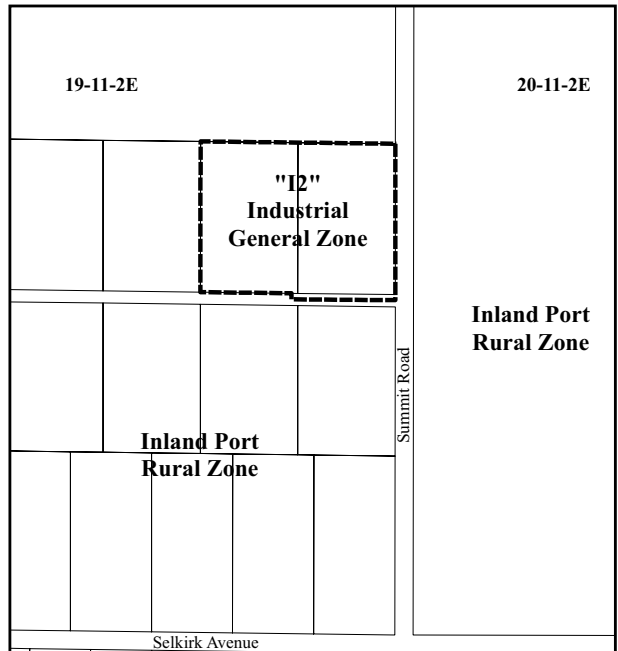 19-11-2E
20-11-2E
"I2"
Industrial
General Zone
Inland Port
Rural Zone
Summit Road
Inland Port
Rural Zone
Selkirk Avenue